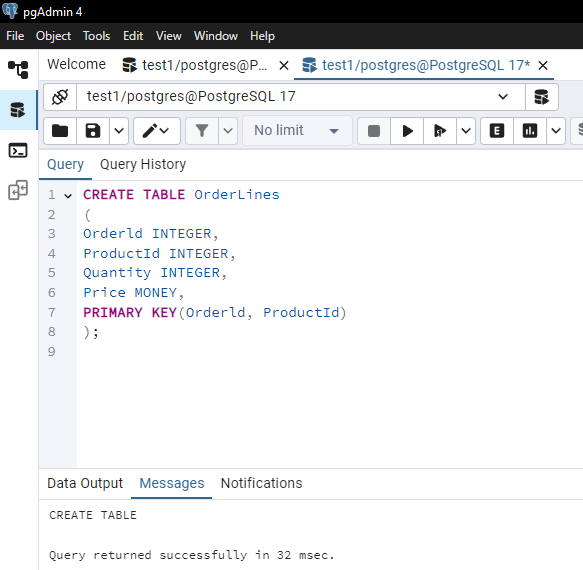 pgAdmin 4
File Object Tools Edit View Window Help
Welcome test1/postgres@P... test1/postgres@PostgreSQL 17*
test1/postgres@PostgreSQL 17
No limit E
Query Query History
1 CREATE TABLE OrderLines
2 (
3 Orderld INTEGER,
4 ProductId INTEGER,
5 Quantity INTEGER,
6 Price MONEY,
7 PRIMARY KEY(Orderld, ProductId)
8 );
9
Data Output Messages Notifications
CREATE TABLE
Query returned successfully in 32 msec.